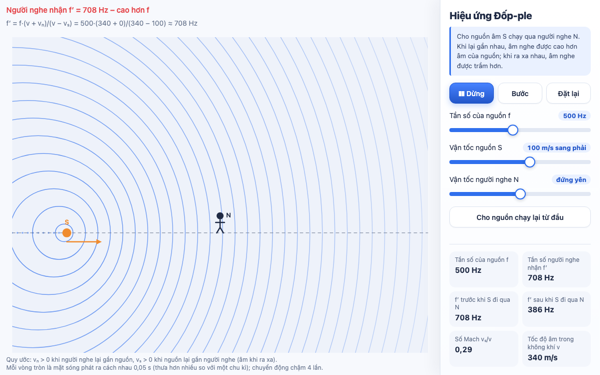 Người nghe nhận f' = 708 Hz – cao hơn f
f' = f·(v + vₙ)/(v − vₛ) = 500·(340 + 0)/(340 − 100) = 708 Hz
S
N
Quy ước: vₙ > 0 khi người nghe lại gần nguồn, vₛ > 0 khi nguồn lại gần người nghe (âm khi ra xa).
Mỗi vòng tròn là mặt sóng phát ra cách nhau 0,05 s (thưa hơn nhiều so với một chu kì); chuyển động chậm 4 lần.
Hiệu ứng Đốp-ple
Cho nguồn âm S chạy qua người nghe N.
Khi lại gần nhau, âm nghe được cao hơn
âm của nguồn; khi ra xa nhau, âm nghe
được trầm hơn.
Dừng
Bước
Đặt lại
Tần số của nguồn f
500 Hz
Vận tốc nguồn S
100 m/s sang phải
Vận tốc người nghe N
đứng yên
Cho nguồn chạy lại từ đầu
Tần số của nguồn f
500 Hz
Tần số người nghe
nhận f'
708 Hz
f' trước khi S đi qua
N
708 Hz
f' sau khi S đi qua N
386 Hz
Số Mach vₛ/v
0,29
Tốc độ âm trong
không khí v
340 m/s